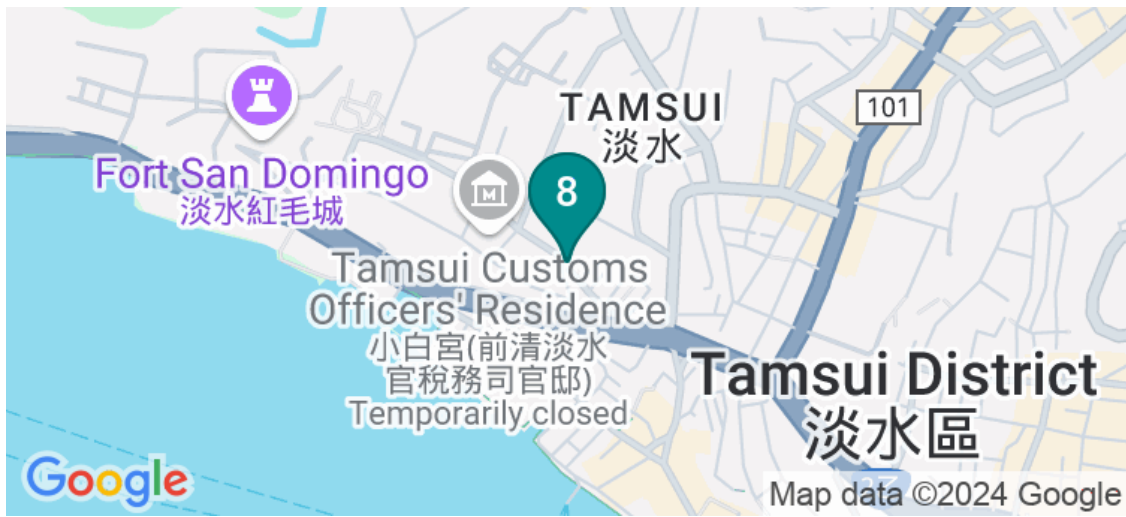 101
TAMSUI
淡水
8
Fort San Domingo
淡水紅毛城
M
Tamsui Customs
Officers' Residence
小白宮(前清淡水
官稅務司官邸)
Temporarily closed
Tamsui District
淡水區
Google
Map data ©2024 Google